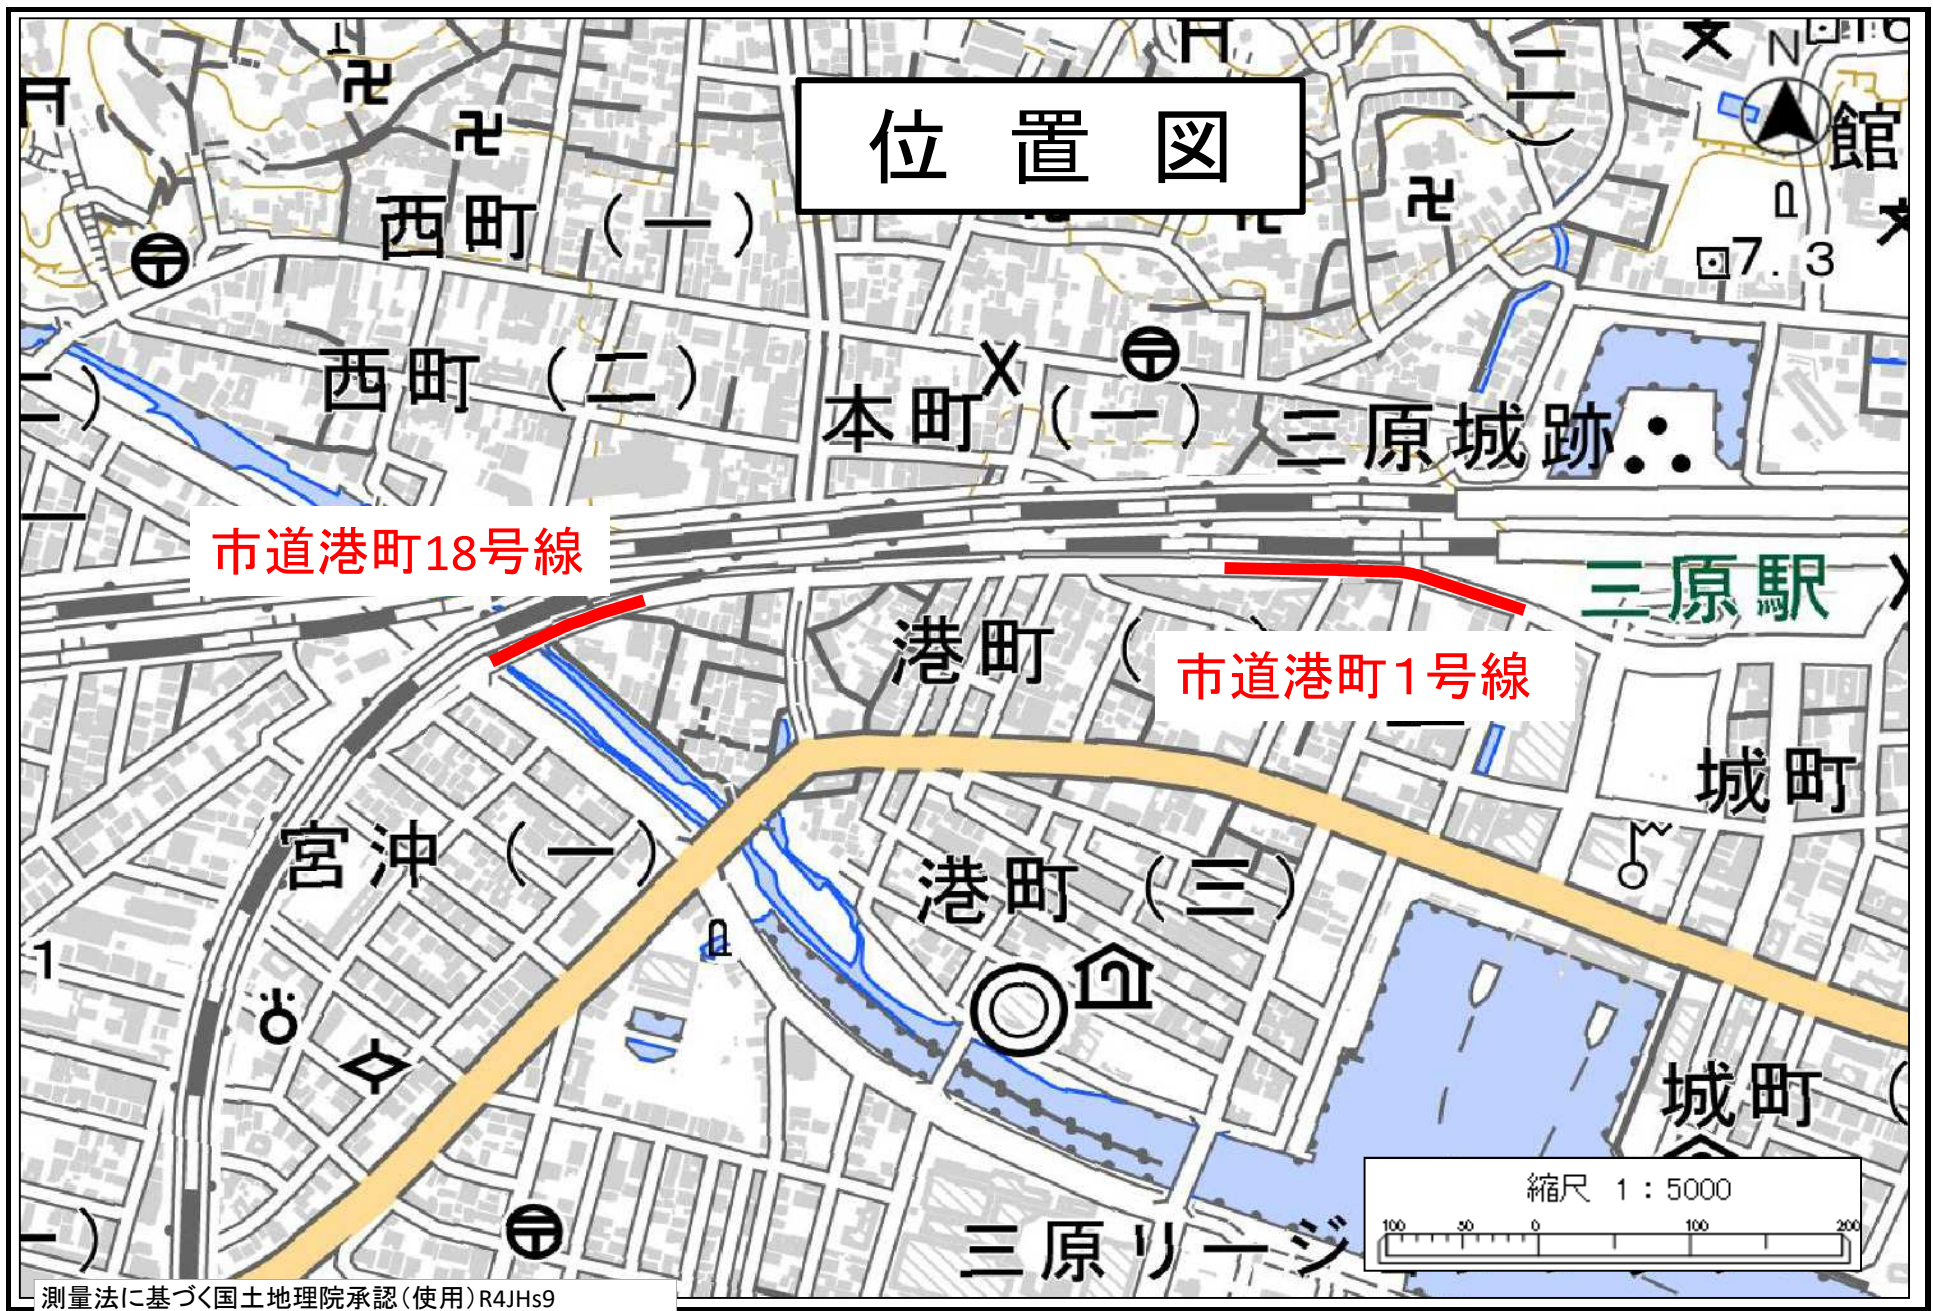 位置図
N
館
西町(一)
7.3
西町(二)
本町(一)
三原城跡
市道港町18号線
三原駅
港町(
市道港町1号線
城町
宮沖(一)
港町(三)
1
城町(
縮尺 1:5000
100 50 0 100 200
三原リージ
測量法に基づく国土地理院承認(使用)R4JHs9